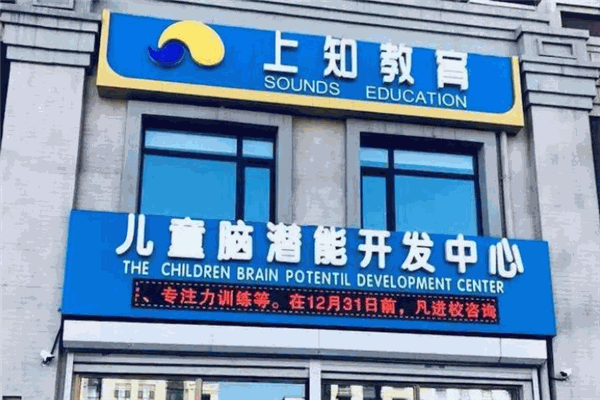 上知教育
SOUNDS EDUCATION
儿童脑潜能开发中心
THE CHILDREN BRAIN POTENTIL DEVELOPMENT CENTER
、专注力训练等。在12月31日前，凡进校咨询